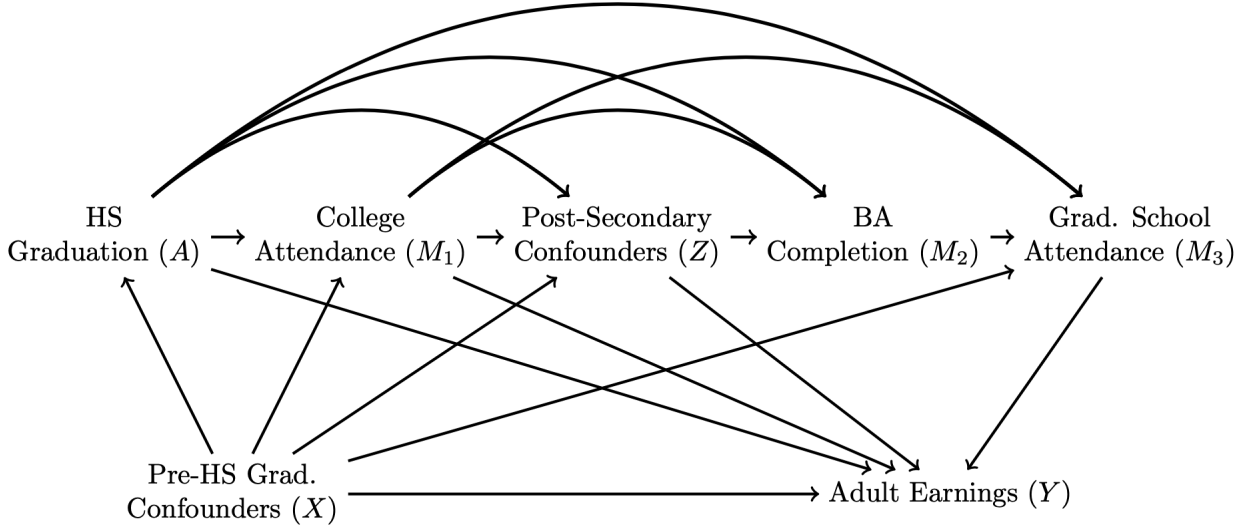 HS
Graduation (A)
College
Attendance (M₁)
Post-Secondary
Confounders (Z)
BA
Completion (M₂)
Grad. School
Attendance (M₃)
Pre-HS Grad.
Confounders (X)
Adult Earnings (Y)